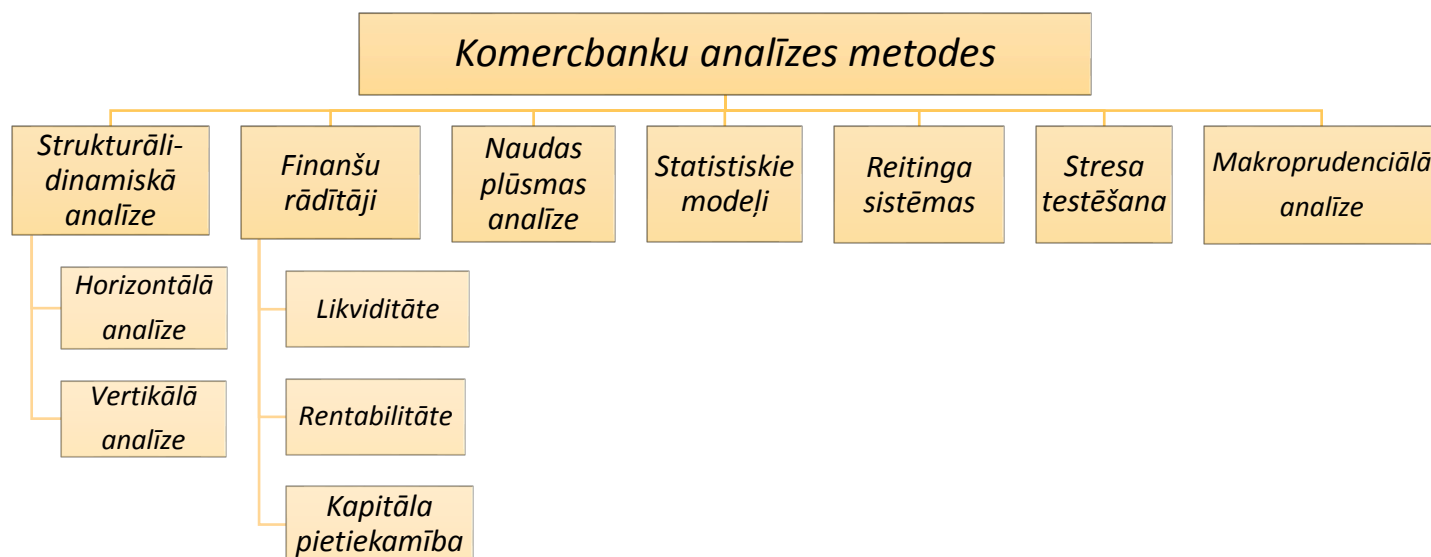 Komercbanku analīzes metodes
Strukturāli-
dinamiskā
analīze
Finanšu
rādītāji
Naudas
plūsmas
analīze
Statistiskie
modeļi
Reitinga
sistēmas
Stresa
testēšana
Makroprudenciālā
analīze
Horizontālā
analīze
Vertikālā
analīze
Likviditāte
Rentabilitāte
Kapitāla
pietiekamība